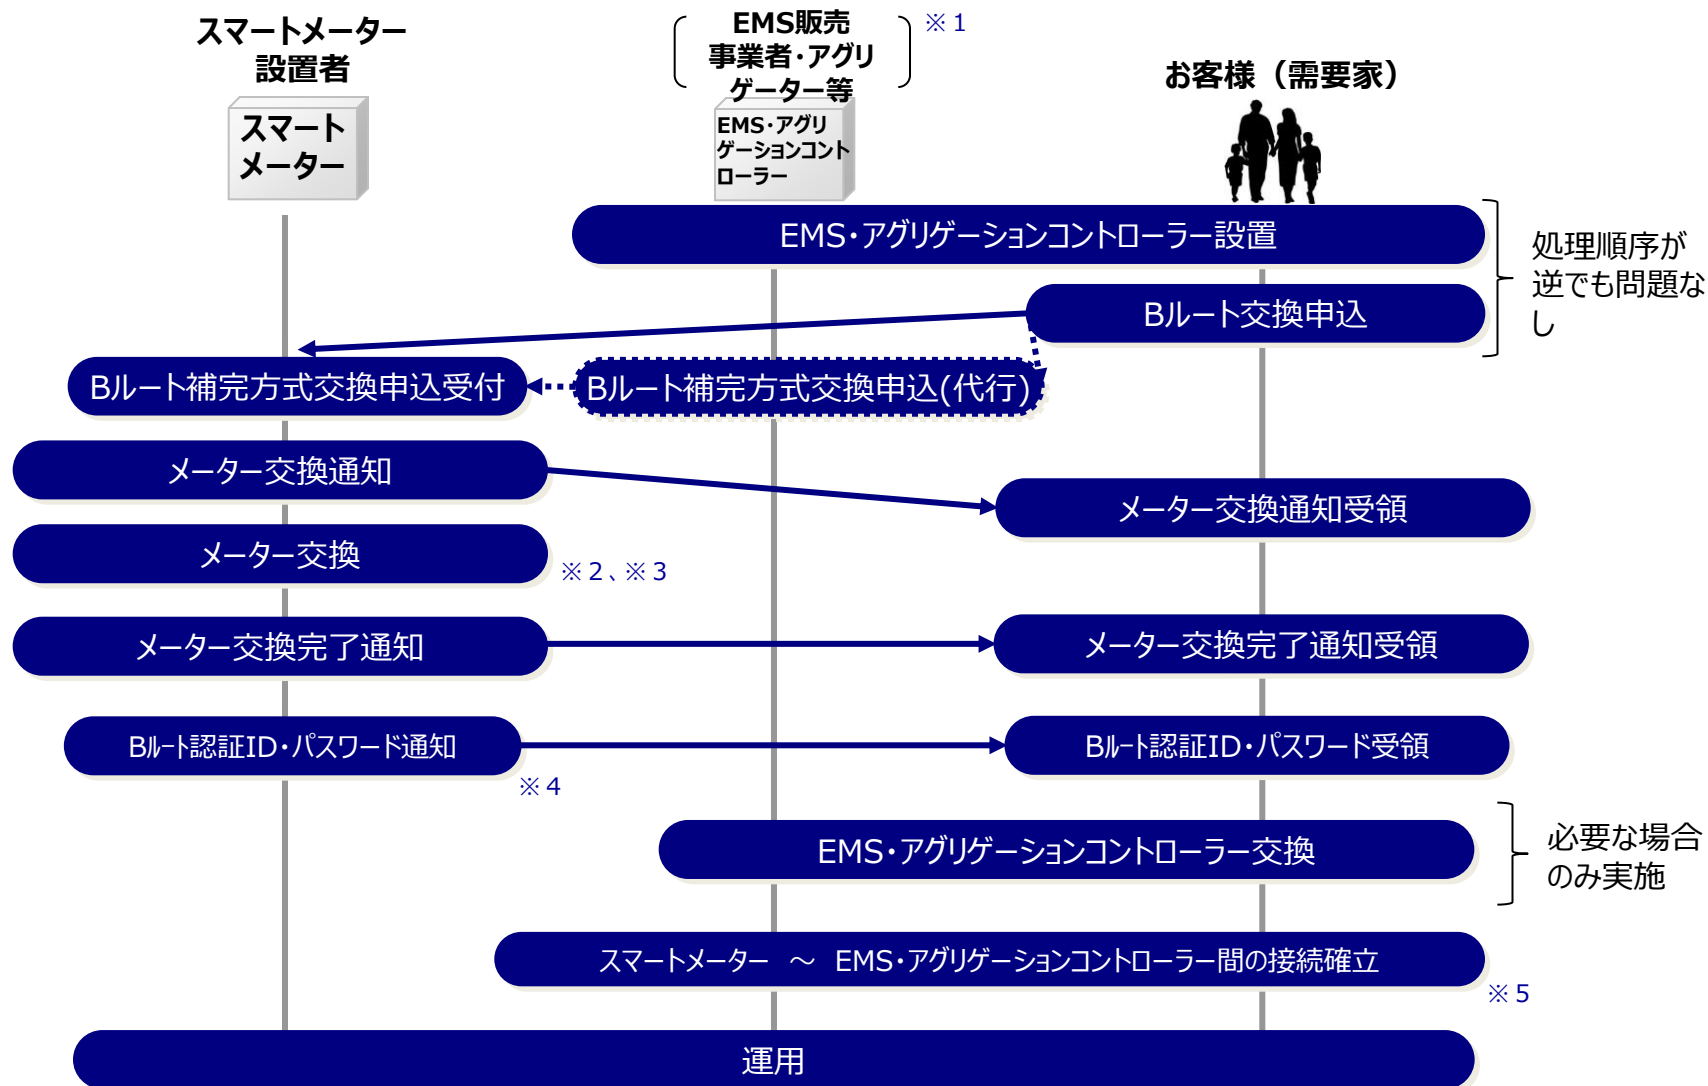 スマートメーター
設置者
EMS販売
事業者・アグリ
ゲーター等
※１
お客様（需要家）
スマート
メーター
EMS・アグリ
ゲーションコント
ローラー
EMS・アグリゲーションコントローラー設置
処理順序が
逆でも問題な
し
Bルート交換申込
Bルート補完方式交換申込受付
Bルート補完方式交換申込(代行)
メーター交換通知
メーター交換通知受領
メーター交換
※２、※３
メーター交換完了通知
メーター交換完了通知受領
Bルート認証ID・パスワード通知
Bルート認証ID・パスワード受領
※４
EMS・アグリゲーションコントローラー交換
必要な場合
のみ実施
スマートメーター　～　EMS・アグリゲーションコントローラー間の接続確立
※５
運用